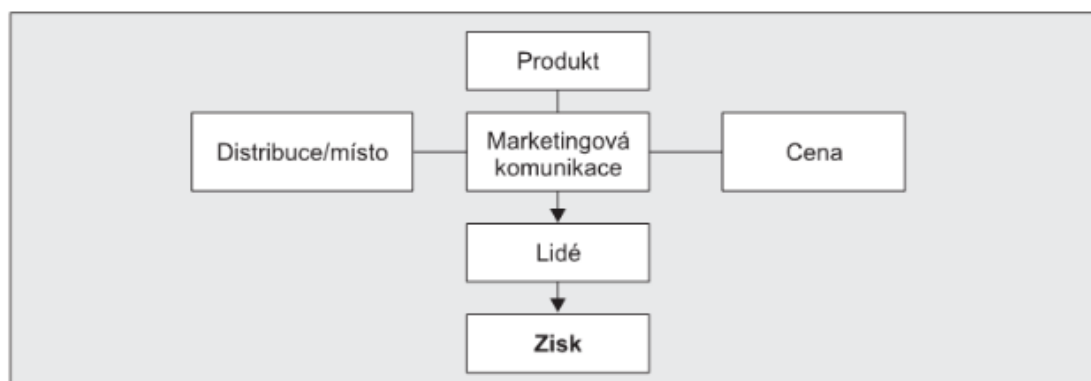 Produkt
Distribuce/místo
Marketingová
komunikace
Cena
Lidé
Zisk